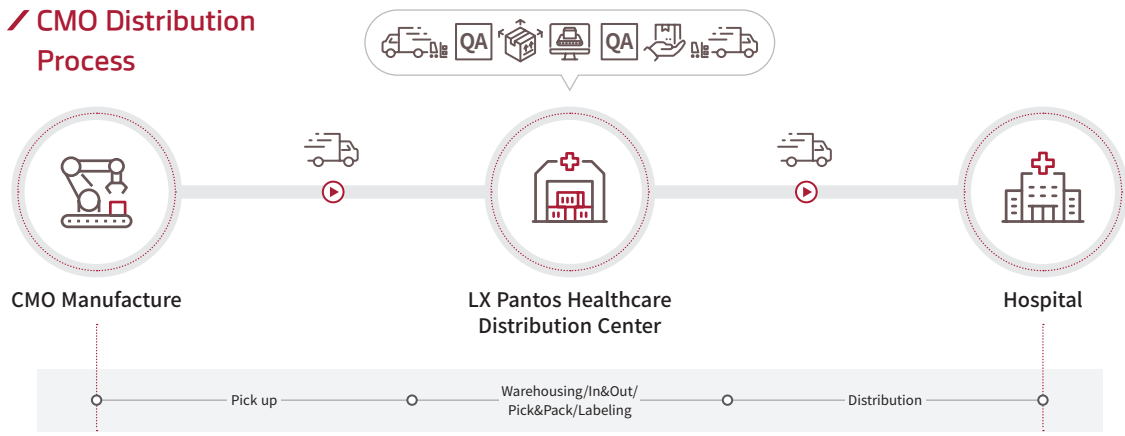 CMO Distribution
Process
QA
QA
CMO Manufacture
LX Pantos Healthcare
Distribution Center
Hospital
Pick up
Warehousing/In&Out/
Pick&Pack/Labeling
Distribution